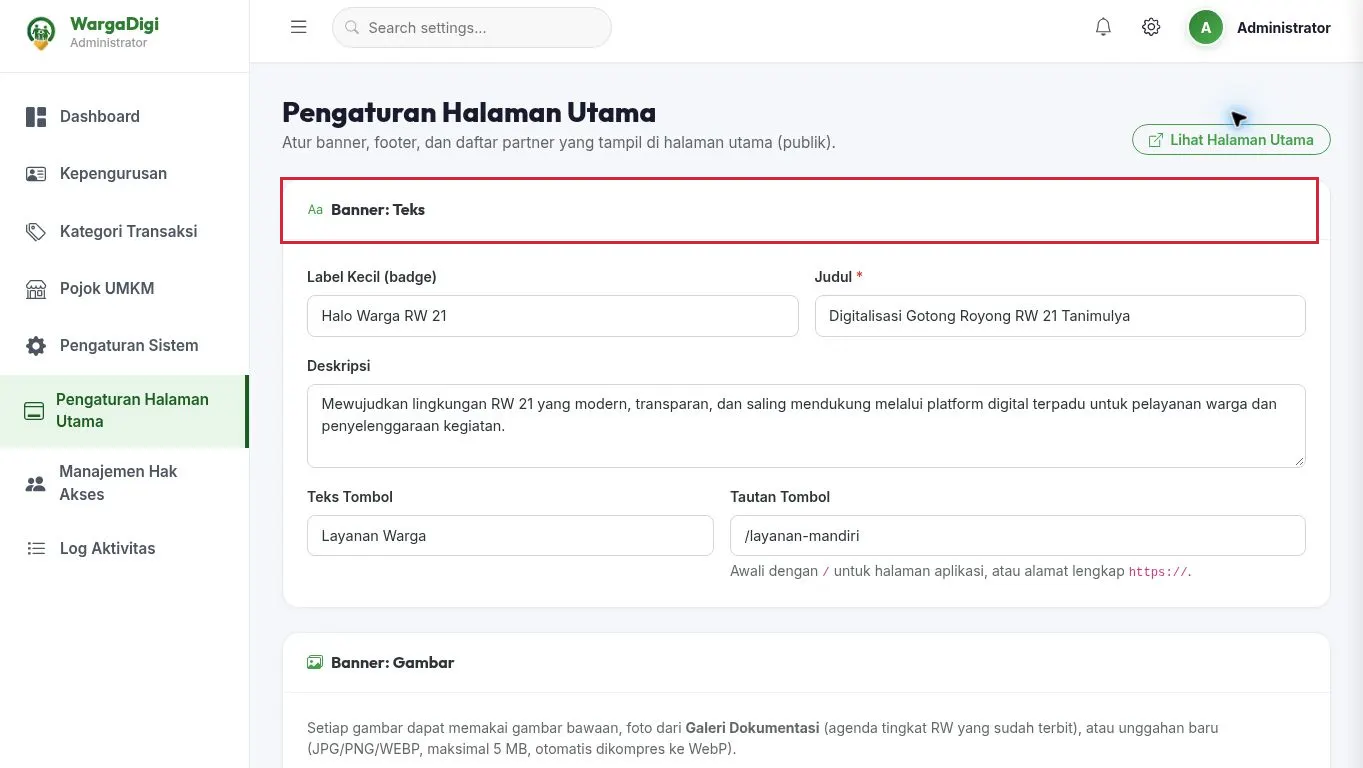 WargaDigi
Administrator
Search settings...
A
Administrator
Dashboard
Kepengurusan
Kategori Transaksi
Pojok UMKM
Pengaturan Sistem
Pengaturan Halaman
Utama
Manajemen Hak
Akses
Log Aktivitas
Pengaturan Halaman Utama
Atur banner, footer, dan daftar partner yang tampil di halaman utama (publik).
Lihat Halaman Utama
Aa Banner: Teks
Label Kecil (badge)
Halo Warga RW 21
Judul *
Digitalisasi Gotong Royong RW 21 Tanimulya
Deskripsi
Mewujudkan lingkungan RW 21 yang modern, transparan, dan saling mendukung melalui platform digital terpadu untuk pelayanan warga dan
penyelenggaraan kegiatan.
Teks Tombol
Layanan Warga
Tautan Tombol
/layanan-mandiri
Awali dengan / untuk halaman aplikasi, atau alamat lengkap https://.
Banner: Gambar
Setiap gambar dapat memakai gambar bawaan, foto dari Galeri Dokumentasi (agenda tingkat RW yang sudah terbit), atau unggahan baru
(JPG/PNG/WEBP, maksimal 5 MB, otomatis dikompres ke WebP).